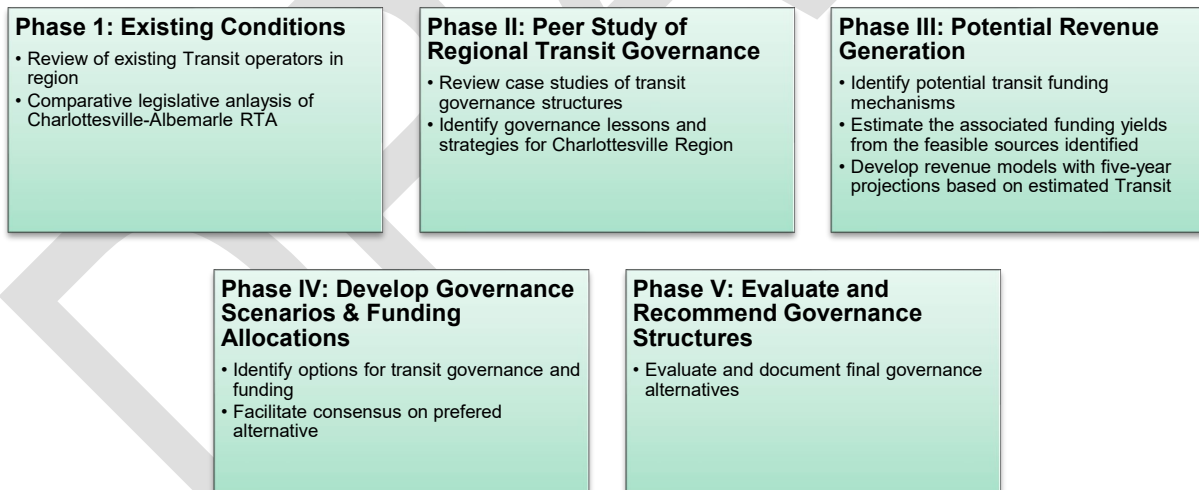 Phase 1: Existing Conditions
• Review of existing Transit operators in
region
• Comparative legislative anlaysis of
Charlottesville-Albemarle RTA
Phase II: Peer Study of
Regional Transit Governance
• Review case studies of transit
governance structures
• Identify governance lessons and
strategies for Charlottesville Region
Phase III: Potential Revenue
Generation
• Identify potential transit funding
mechanisms
• Estimate the associated funding yields
from the feasible sources identified
• Develop revenue models with five-year
projections based on estimated Transit
Phase IV: Develop Governance
Scenarios & Funding
Allocations
• Identify options for transit governance and
funding
• Facilitate consensus on prefered
alternative
Phase V: Evaluate and
Recommend Governance
Structures
• Evaluate and document final governance
alternatives